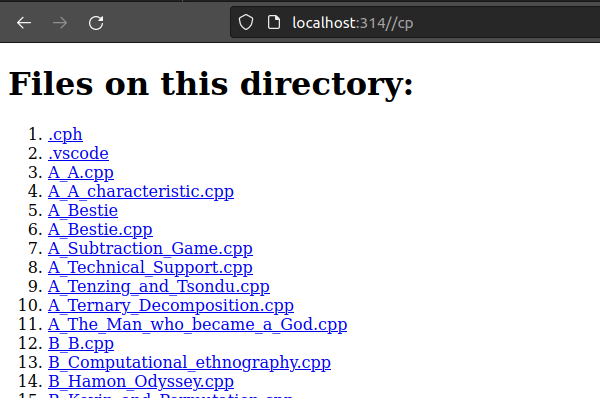 localhost:314//cp
Files on this directory:
1. .cph
2. .vscode
3. A_A.cpp
4. A_A_characteristic.cpp
5. A_Bestie
6. A_Bestie.cpp
7. A_Subtraction_Game.cpp
8. A_Technical_Support.cpp
9. A_Tenzing_and_Tsondu.cpp
10. A_Ternary_Decomposition.cpp
11. A_The_Man_who_became_a_God.cpp
12. B_B.cpp
13. B_Computational_ethnography.cpp
14. B_Hamon_Odyssey.cpp